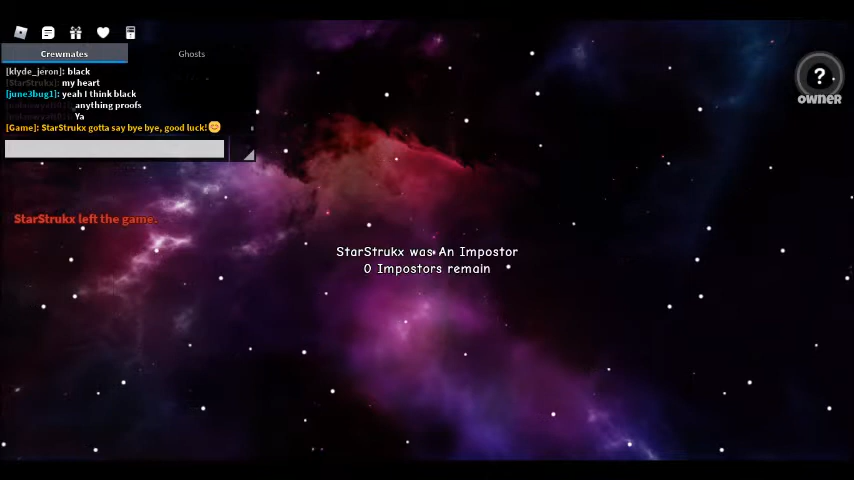 Crewmates
Ghosts
[klyde_jeron]: black
[StarStrukx]: my heart
[june3bug1]: yeah I think black
anything proofs
Ya
[Game]: StarStrukx gotta say bye bye, good luck!😊
?
OWNER
StarStrukx left the game.
StarStrukx was An Impostor
0 Impostors remain